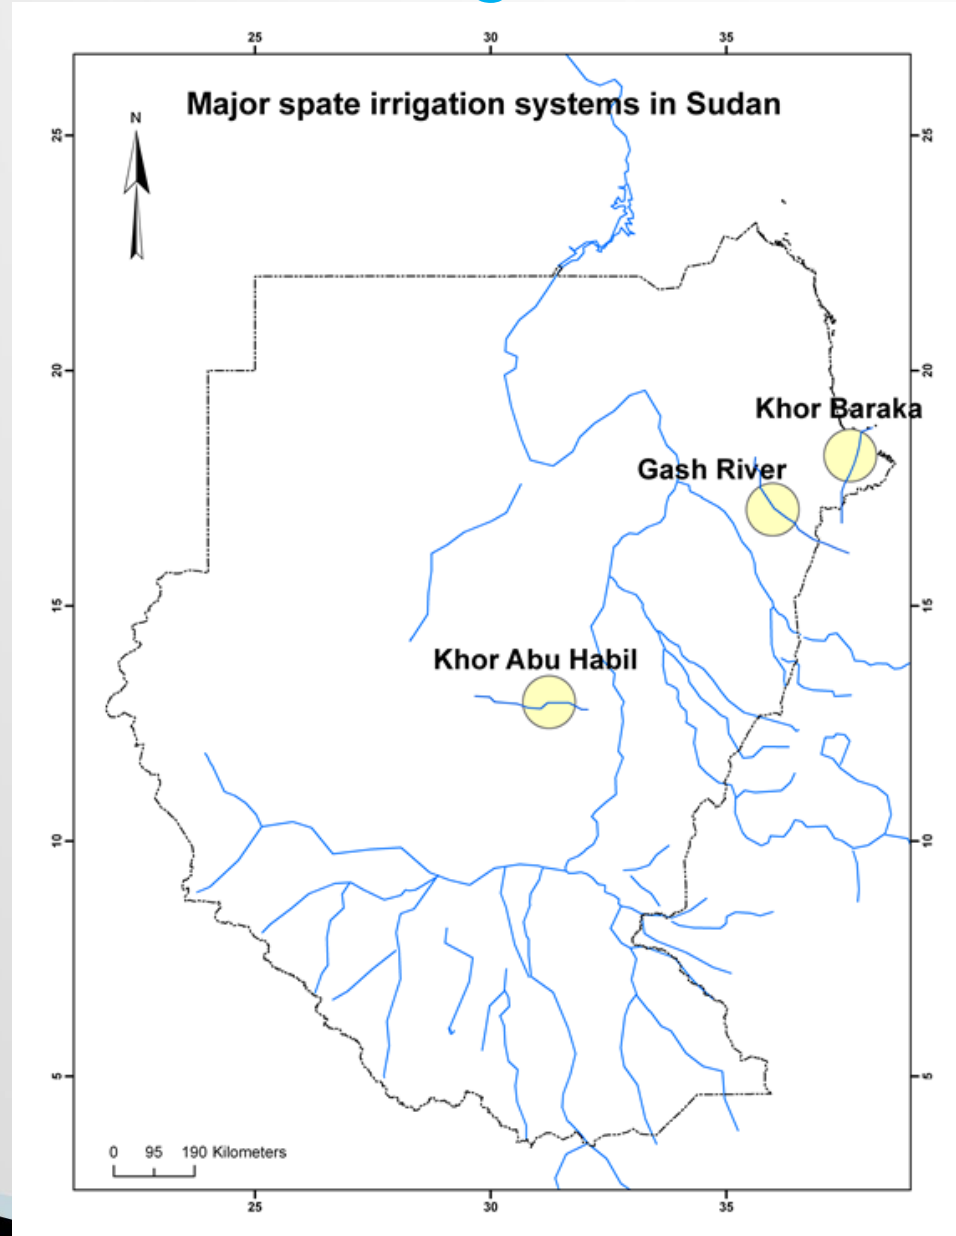 25 30 35
Major spate irrigation systems in Sudan
N
25 25
20 20
Khor Baraka
Gash River
15 15
Khor Abu Habil
10 10
5 5
0 95 190 Kilometers
25 30 35